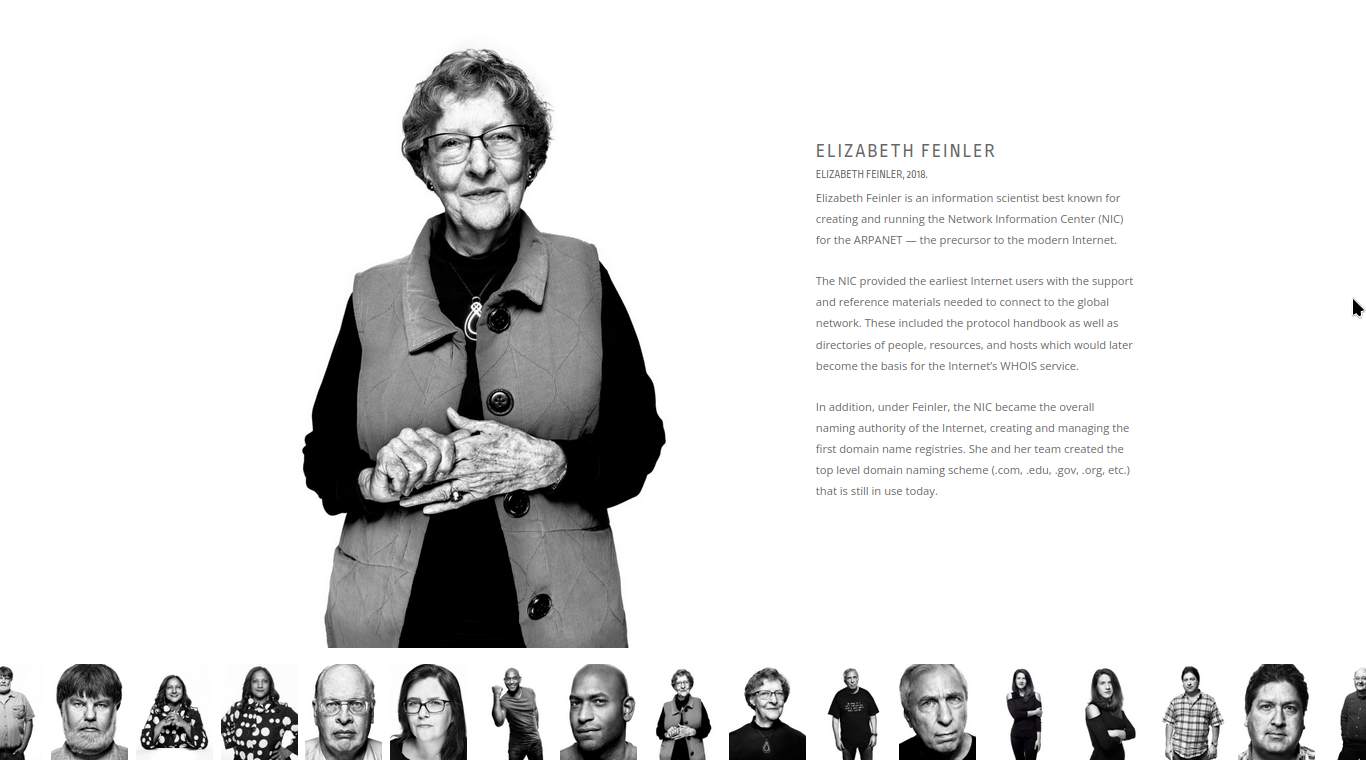 ELIZABETH FEINLER
ELIZABETH FEINLER, 2018.
Elizabeth Feinler is an information scientist best known for
creating and running the Network Information Center (NIC)
for the ARPANET — the precursor to the modern Internet.
The NIC provided the earliest Internet users with the support
and reference materials needed to connect to the global
network. These included the protocol handbook as well as
directories of people, resources, and hosts which would later
become the basis for the Internet’s WHOIS service.
In addition, under Feinler, the NIC became the overall
naming authority of the Internet, creating and managing the
first domain name registries. She and her team created the
top level domain naming scheme (.com, .edu, .gov, .org, etc.)
that is still in use today.